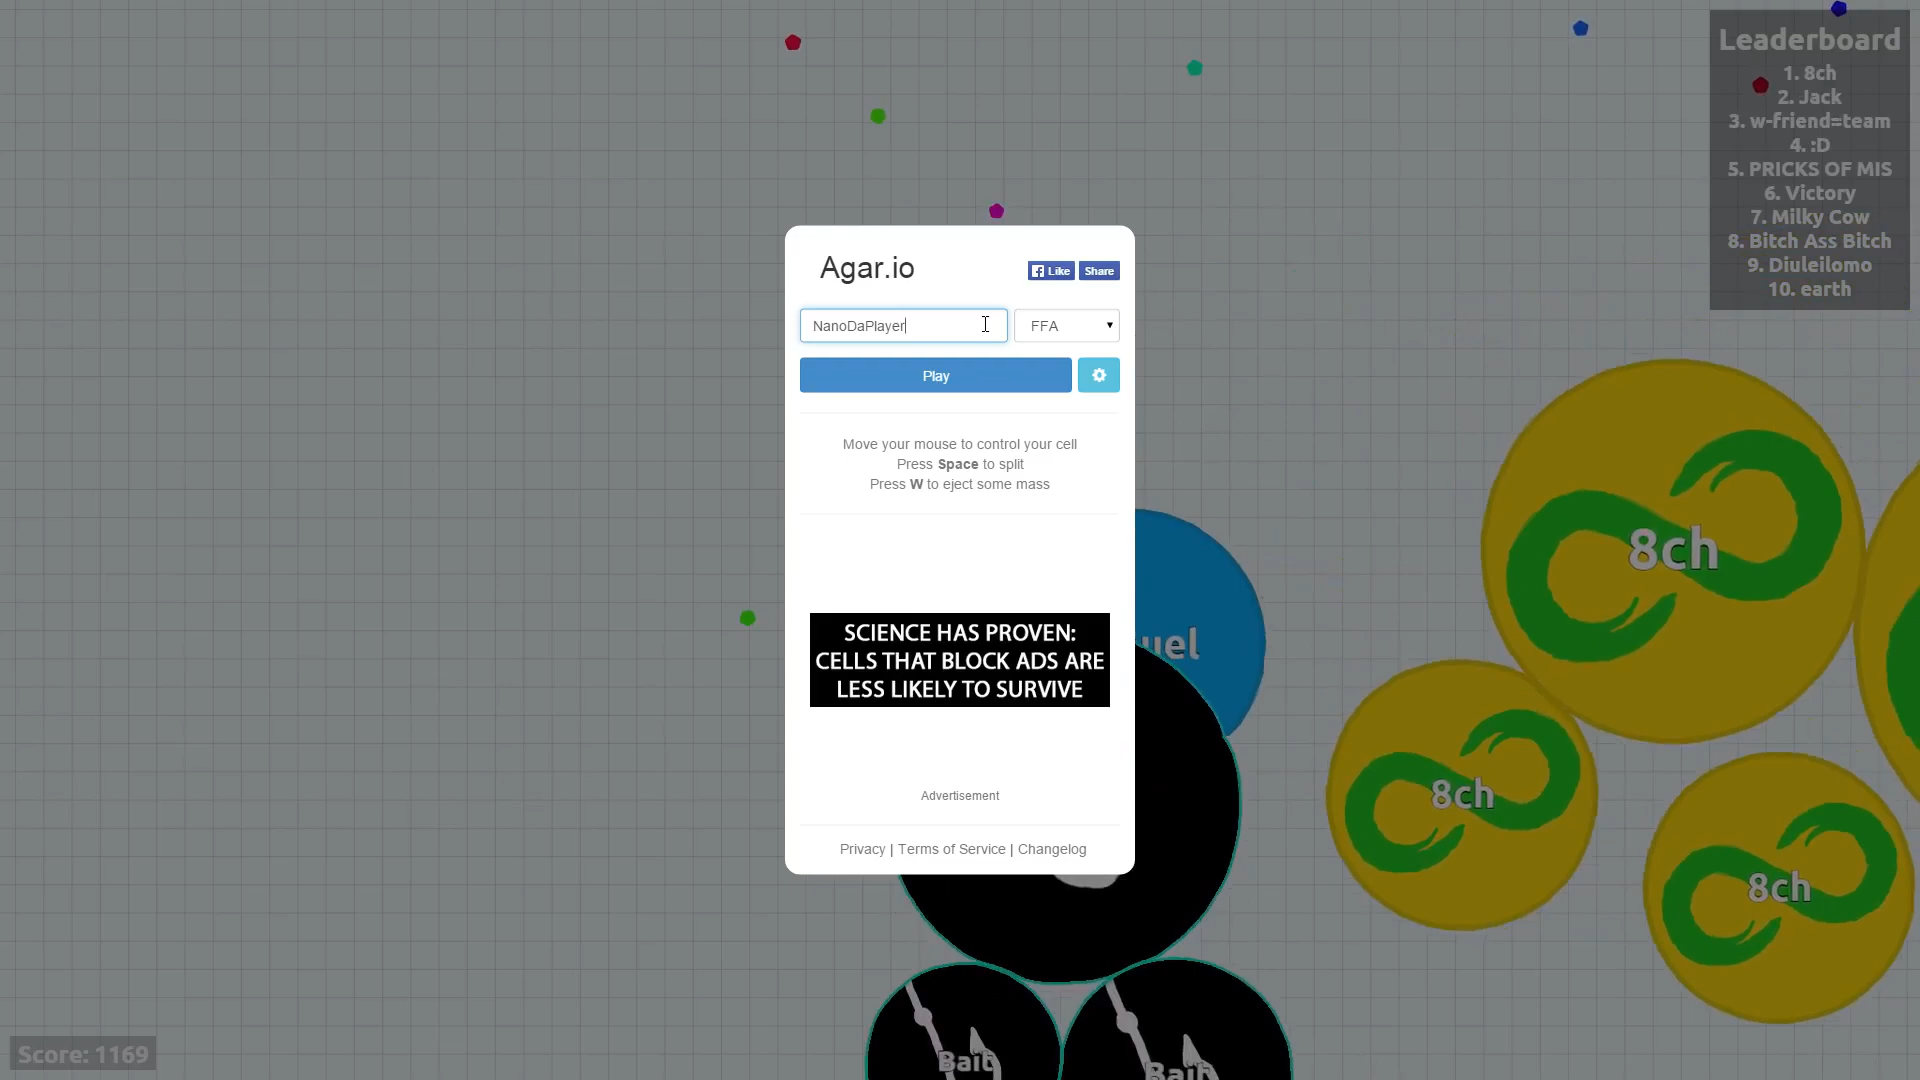 Leaderboard
1. 8ch
2. Jack
3. w-friend=team
4. :D
5. PRICKS OF MIS
6. Victory
7. Milky Cow
8. Bitch Ass Bitch
9. Diuleilomo
10. earth
Agar.io
Like
Share
NanoDaPlayer
FFA
Play
Move your mouse to control your cell
Press Space to split
Press W to eject some mass
SCIENCE HAS PROVEN:
CELLS THAT BLOCK ADS ARE
LESS LIKELY TO SURVIVE
Advertisement
Privacy | Terms of Service | Changelog
8ch
8ch
8ch
Bait
Bait
Score: 1169